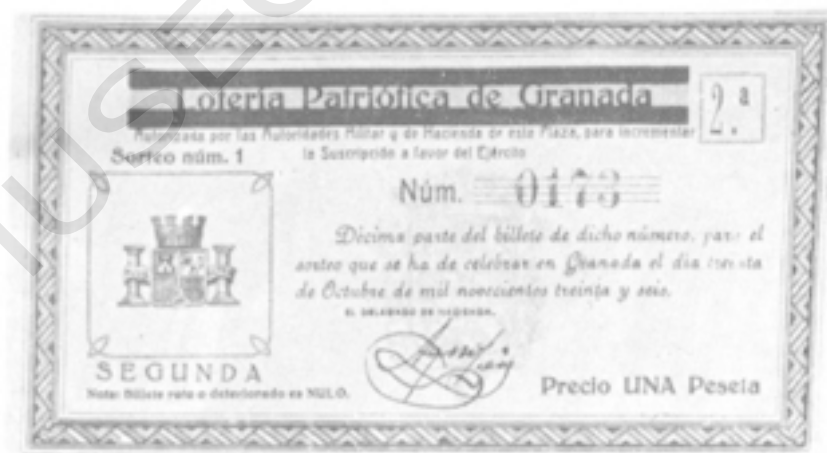 Lotería Patriótica de Granada
2.ª
Autorizada por las Autoridades Militar y de Hacienda de esta Plaza, para incrementar
la Suscripción a favor del Ejército
Sorteo núm. 1
Núm. 0173
Décima parte del billete de dicho número, para el
sorteo que se ha de celebrar en Granada el día treinta
de Octubre de mil novecientos treinta y seis.
EL DELEGADO DE HACIENDA,
SEGUNDA
Nota: Billete roto o deteriorado es NULO.
Precio UNA Peseta